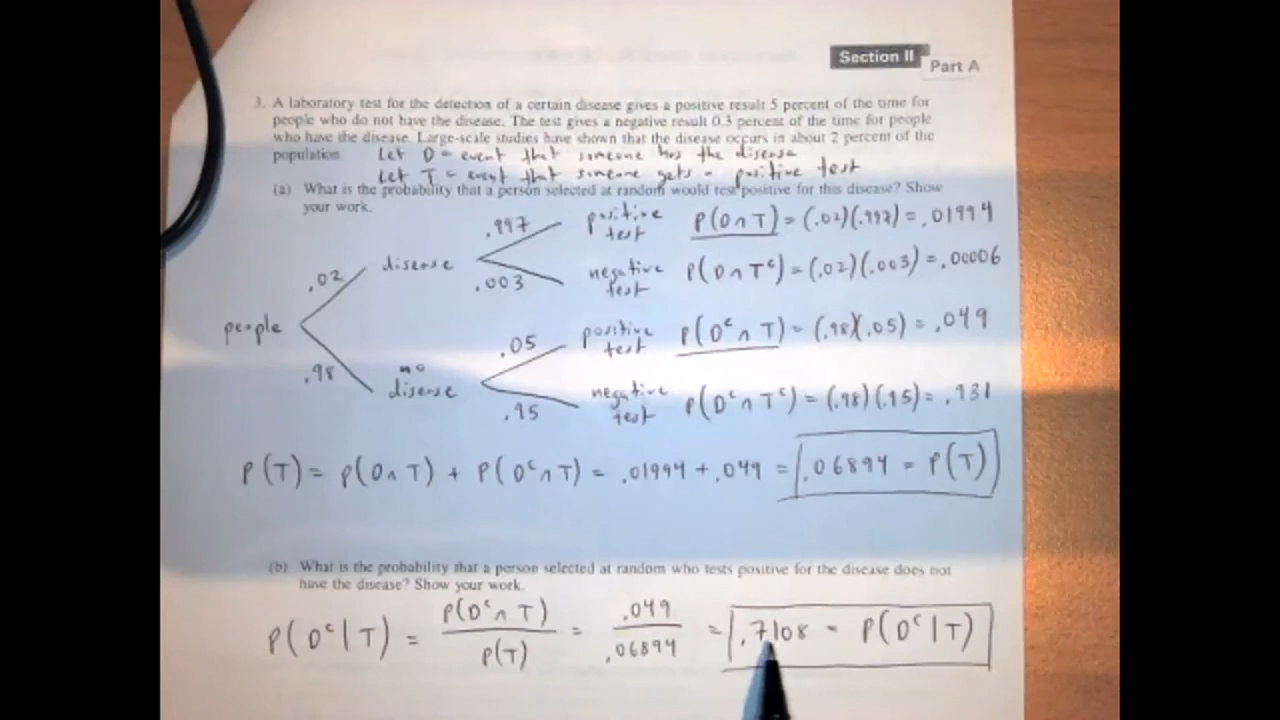 Section II
Part A
3. A laboratory test for the detection of a certain disease gives a positive result 5 percent of the time for
people who do not have the disease. The test gives a negative result 0.3 percent of the time for people
who have the disease. Large-scale studies have shown that the disease occurs in about 2 percent of the
population. Let D = event that someone has the disease
Let T = event that someone gets a positive test
(a) What is the probability that a person selected at random would test positive for this disease? Show
your work.
.997 positive test P(D∩T) = (.02)(.997) = .01994
.02 disease
.003 negative test P(D∩Tᶜ) = (.02)(.003) = .00006
people
.05 positive test P(Dᶜ∩T) = (.98)(.05) = .049
.98 no disease
.95 negative test P(Dᶜ∩Tᶜ) = (.98)(.95) = .931
P(T) = P(D∩T) + P(Dᶜ∩T) = .01994 + .049 = .06894 = P(T)
(b) What is the probability that a person selected at random who tests positive for the disease does not
have the disease? Show your work.
P(Dᶜ|T) = P(Dᶜ∩T) / P(T) = .049 / .06894 = .7108 = P(Dᶜ|T)